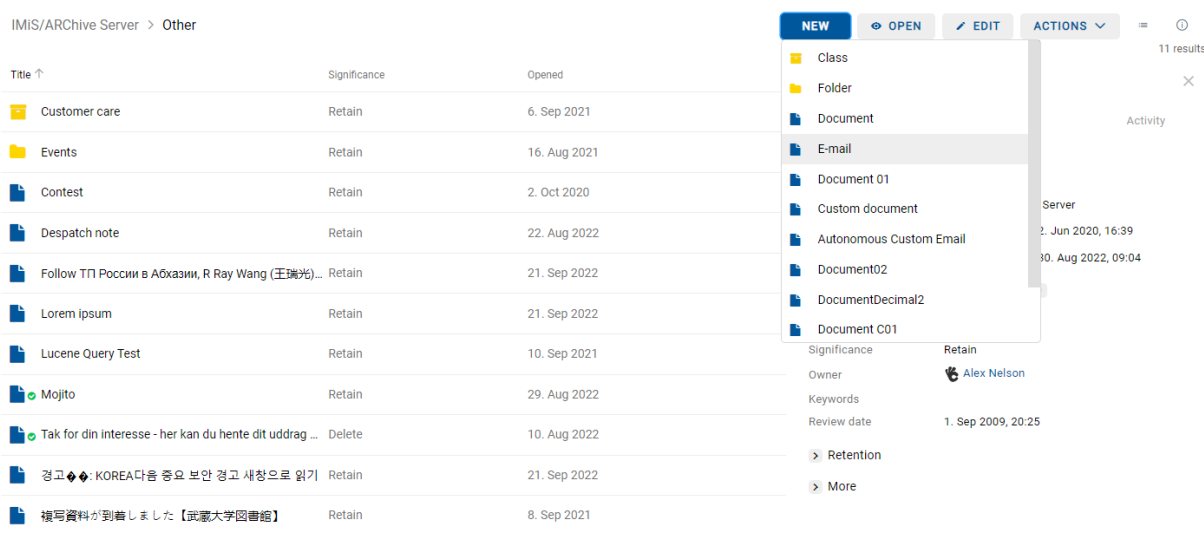 IMiS/ARChive Server > Other
NEW
OPEN
EDIT
ACTIONS
11 results
Title Significance Opened
Customer care Retain 6. Sep 2021
Events Retain 16. Aug 2021
Contest Retain 2. Oct 2020
Despatch note Retain 22. Aug 2022
Follow ТП России в Абхазии, R Ray Wang (王瑞光)... Retain 21. Sep 2022
Lorem ipsum Retain 21. Sep 2022
Lucene Query Test Retain 10. Sep 2021
Mojito Retain 29. Aug 2022
Tak for din interesse - her kan du hente dit uddrag ... Delete 10. Aug 2022
경고��: KOREA다음 중요 보안 경고 새창으로 읽기 Retain 21. Sep 2022
複写資料が到着しました【武蔵大学図書館】 Retain 8. Sep 2021
Class
Folder
Document
E-mail
Document 01
Custom document
Autonomous Custom Email
Document02
DocumentDecimal2
Document C01
Activity
Server
2. Jun 2020, 16:39
30. Aug 2022, 09:04
Significance Retain
Owner Alex Nelson
Keywords
Review date 1. Sep 2009, 20:25
Retention
More